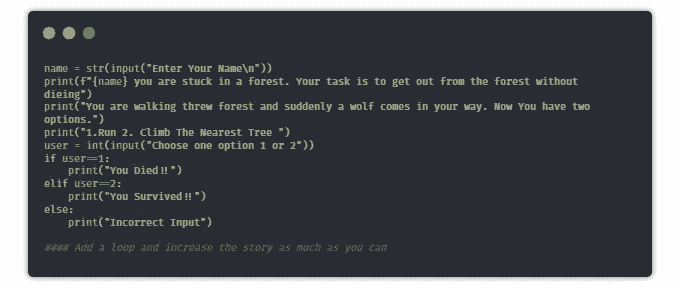 name = str(input("Enter Your Name\n"))
print(f"{name} you are stuck in a forest. Your task is to get out from the forest without
dieing")
print("You are walking threw forest and suddenly a wolf comes in your way. Now You have two
options.")
print("1.Run 2. Climb The Nearest Tree ")
user = int(input("Choose one option 1 or 2"))
if user==1:
    print("You Died!!")
elif user==2:
    print("You Survived!!")
else:
    print("Incorrect Input")
#### Add a loop and increase the story as much as you can